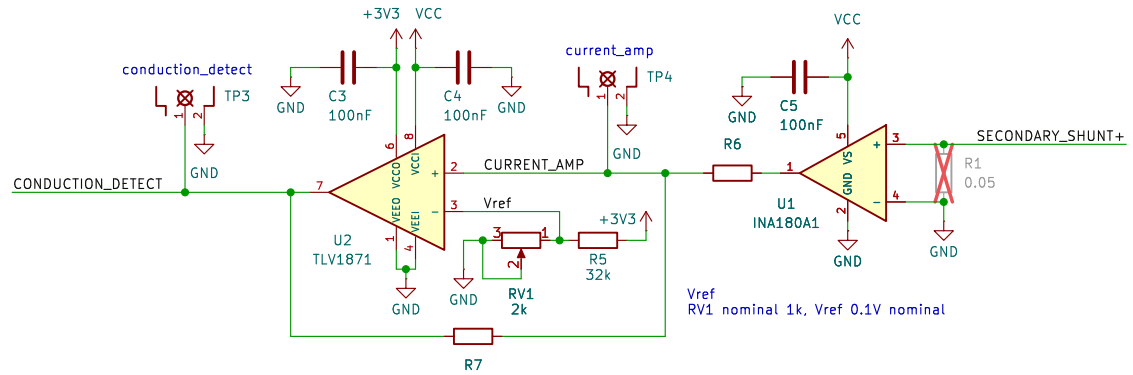 +3V3
VCC
conduction_detect
TP3
1
2
GND
GND
C3
100nF
C4
100nF
GND
current_amp
TP4
1
2
GND
VCC
C5
100nF
GND
CONDUCTION_DETECT
7
6
VCCO
8
VCCI
+
2
CURRENT_AMP
-
3
Vref
VEEO
1
VEEI
4
U2
TLV1871
GND
3
1
2
RV1
2k
GND
R5
32k
+3V3
R6
1
5
VS
GND
2
+
3
-
4
U1
INA180A1
GND
SECONDARY_SHUNT+
R1
0.05
GND
Vref
RV1 nominal 1k, Vref 0.1V nominal
R7